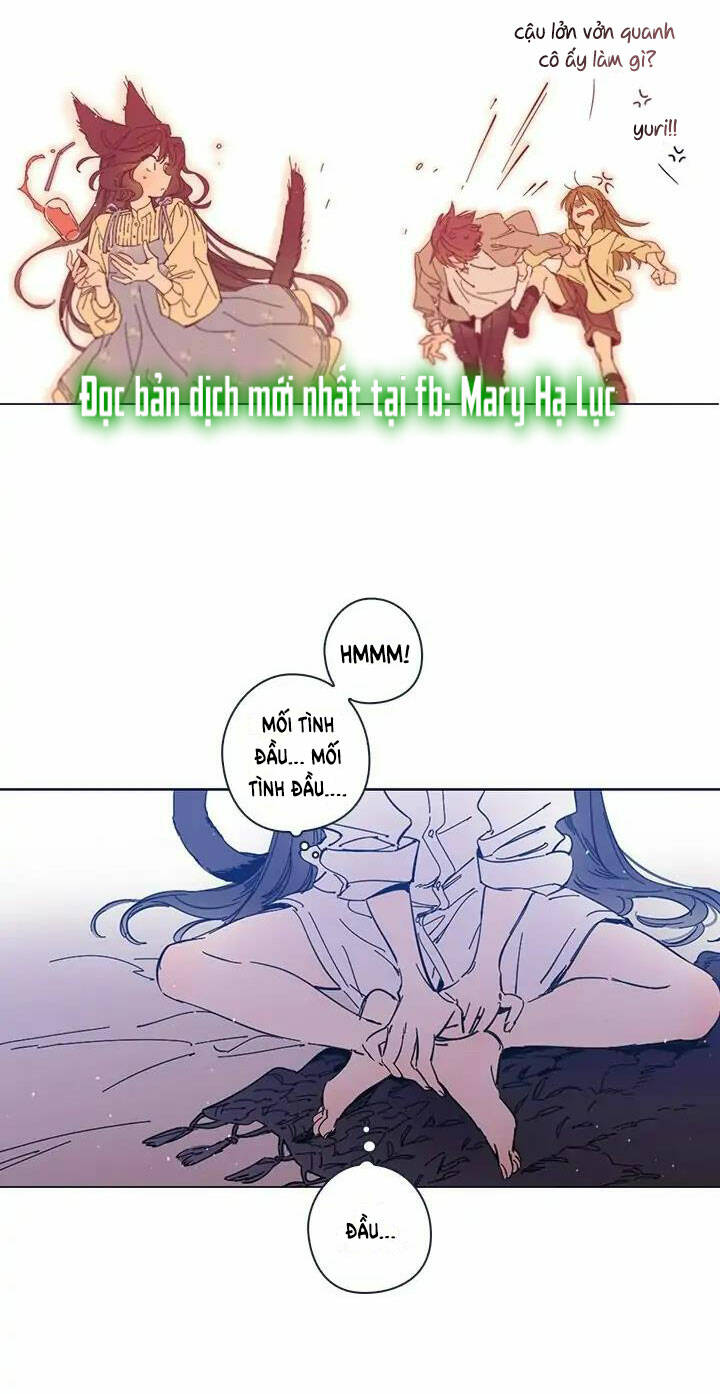 cậu lởn vởn quanh
cô ấy làm gì?
yuri!!
Đọc bản dịch mới nhất tại fb: Mary Hạ Lục
HMMM!
MỐI TÌNH
ĐẦU... MỐI
TÌNH ĐẦU....
ĐẦU...